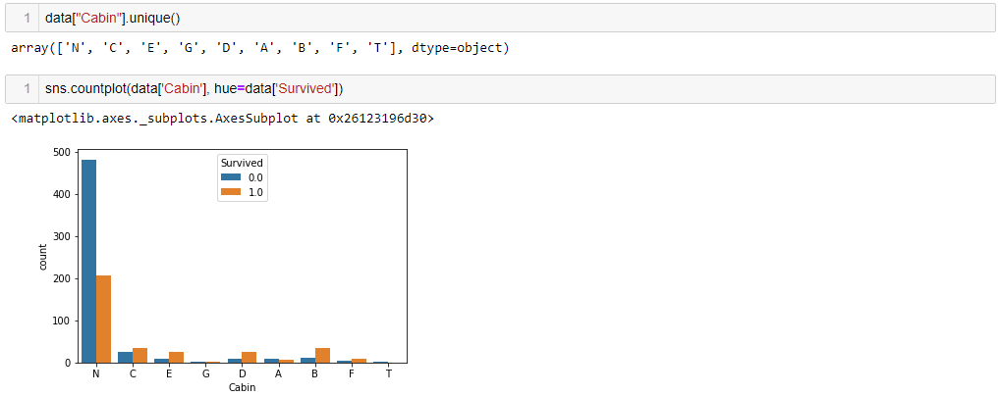 1 data["Cabin"].unique()
array(['N', 'C', 'E', 'G', 'D', 'A', 'B', 'F', 'T'], dtype=object)
1 sns.countplot(data['Cabin'], hue=data['Survived'])
<matplotlib.axes._subplots.AxesSubplot at 0x26123196d30>
500
400
300
200
100
0
count
Survived
0.0
1.0
N C E G D A B F T
Cabin